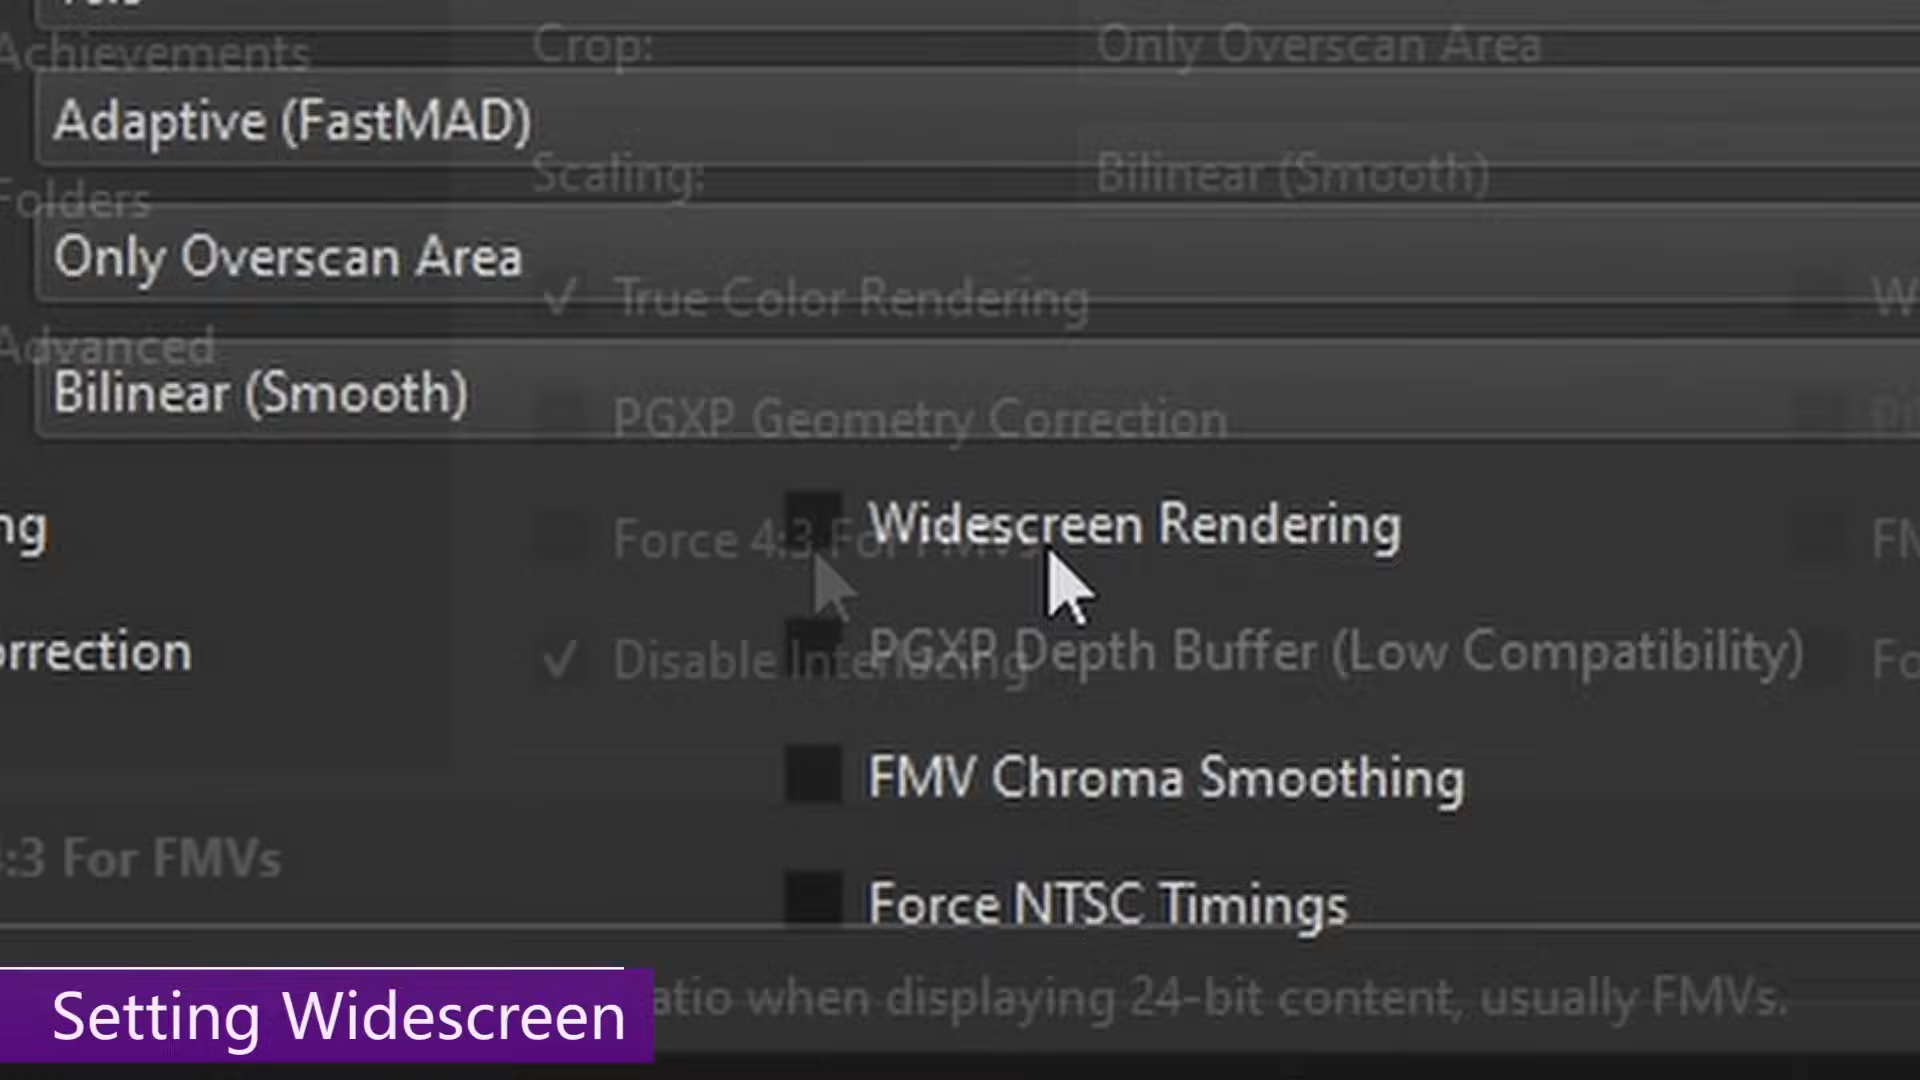 Achievements
Crop:
Only Overscan Area
Adaptive (FastMAD)
Scaling:
Bilinear (Smooth)
Folders
Only Overscan Area
True Color Rendering
Advanced
Bilinear (Smooth)
PGXP Geometry Correction
ng
Widescreen Rendering
Force 4:3 For FMVs
orrection
PGXP Depth Buffer (Low Compatibility)
Disable Interlacing
FMV Chroma Smoothing
4:3 For FMVs
Force NTSC Timings
atio when displaying 24-bit content, usually FMVs.
Setting Widescreen